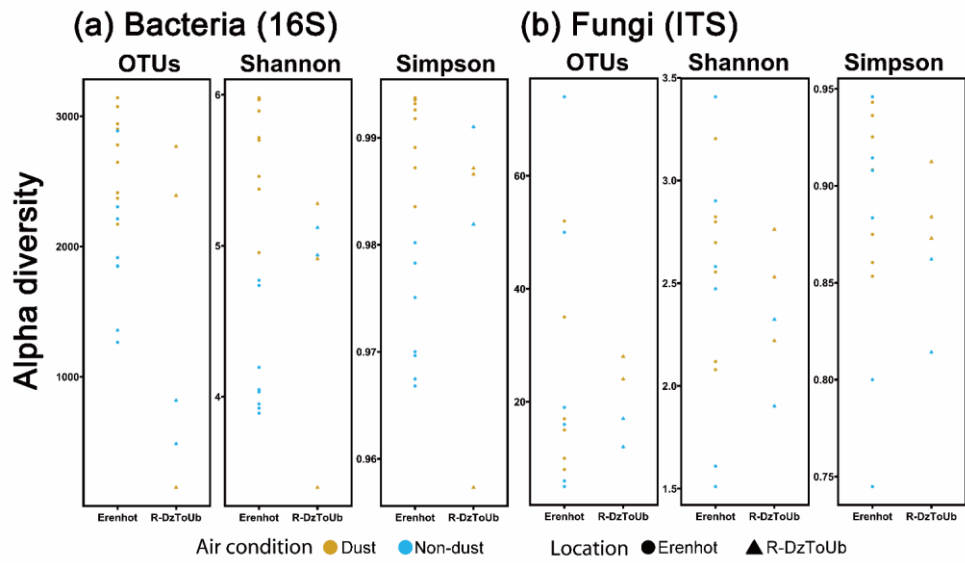 (a) Bacteria (16S)
(b) Fungi (ITS)
OTUs
Shannon
Simpson
OTUs
Shannon
Simpson
Alpha diversity
3000
2000
1000
6
5
4
0.99
0.98
0.97
0.96
60
40
20
3.5
3.0
2.5
2.0
1.5
0.95
0.90
0.85
0.80
0.75
Erenhot R-DzToUb
Erenhot R-DzToUb
Erenhot R-DzToUb
Erenhot R-DzToUb
Erenhot R-DzToUb
Erenhot R-DzToUb
Air condition Dust Non-dust
Location Erenhot R-DzToUb